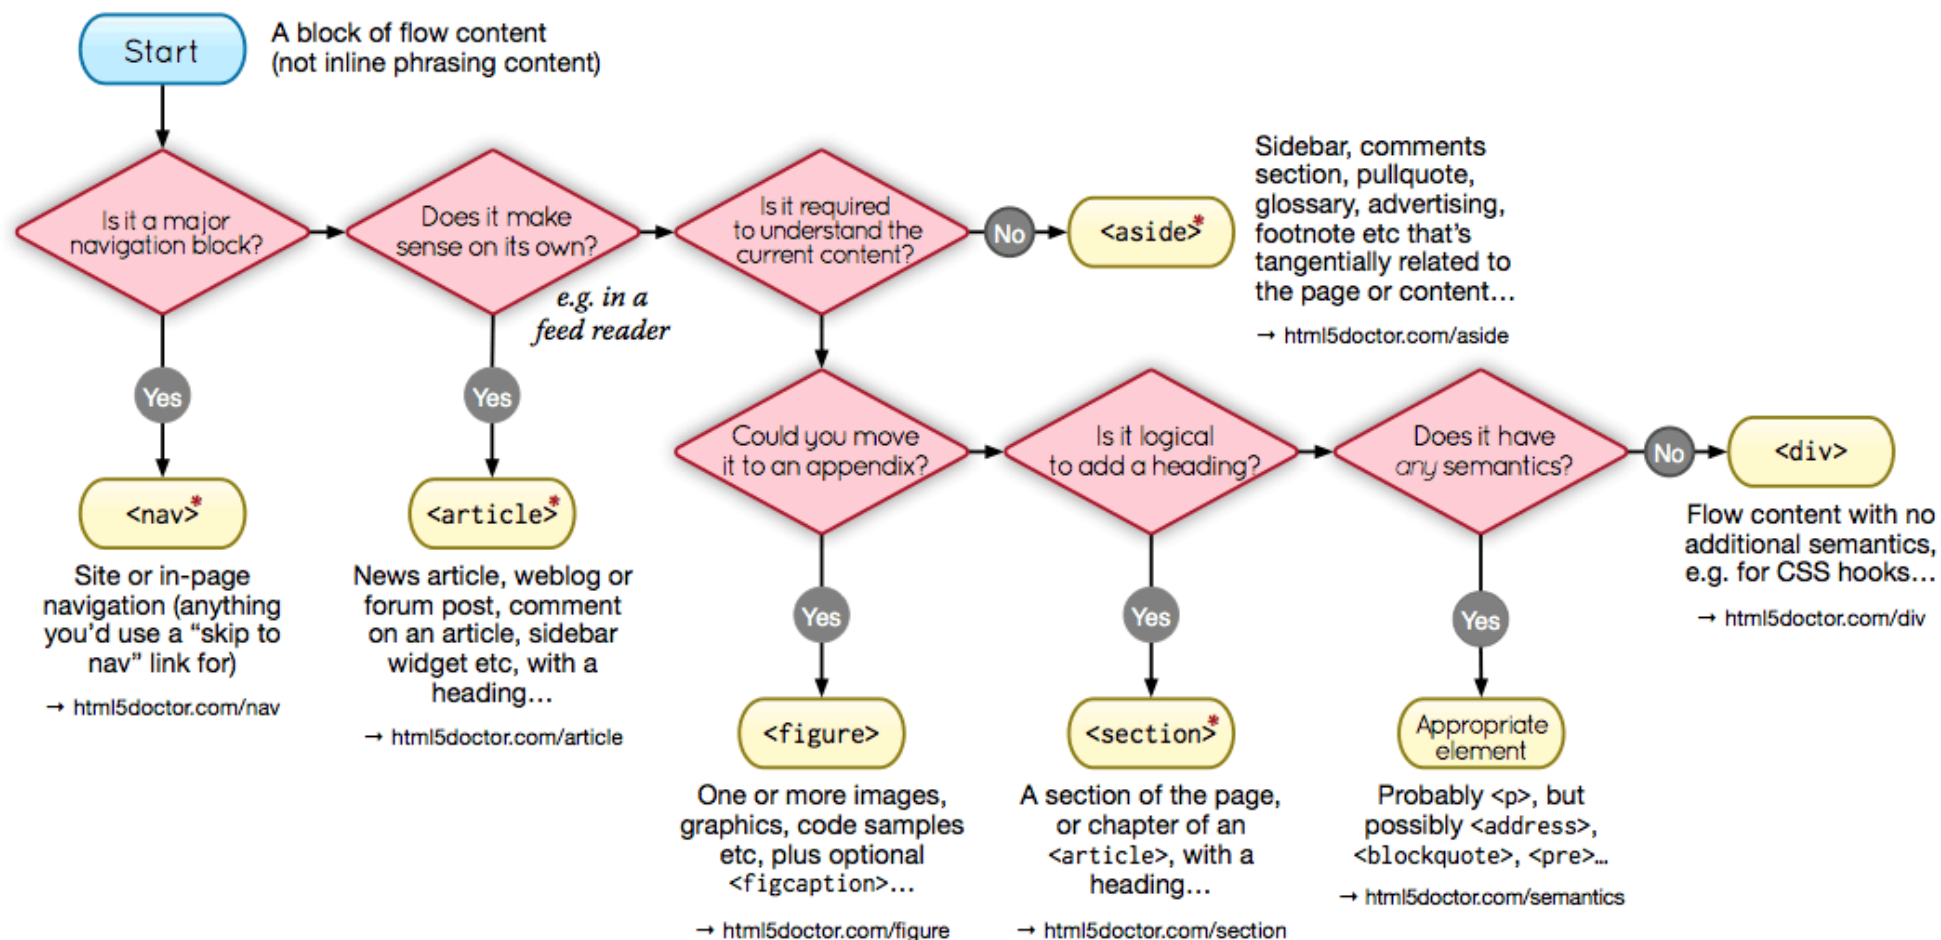 Start
A block of flow content
(not inline phrasing content)
Is it a major
navigation block?
Does it make
sense on its own?
e.g. in a
feed reader
Is it required
to understand the
current content?
No
<aside>*
Sidebar, comments
section, pullquote,
glossary, advertising,
footnote etc that’s
tangentially related to
the page or content…
→ html5doctor.com/aside
Yes
<nav>*
Site or in-page
navigation (anything
you’d use a “skip to
nav” link for)
→ html5doctor.com/nav
Yes
<article>*
News article, weblog or
forum post, comment
on an article, sidebar
widget etc, with a
heading…
→ html5doctor.com/article
Could you move
it to an appendix?
Is it logical
to add a heading?
Does it have
any semantics?
No
<div>
Flow content with no
additional semantics,
e.g. for CSS hooks…
→ html5doctor.com/div
Yes
<figure>
One or more images,
graphics, code samples
etc, plus optional
<figcaption>…
→ html5doctor.com/figure
Yes
<section>*
A section of the page,
or chapter of an
<article>, with a
heading…
→ html5doctor.com/section
Yes
Appropriate
element
Probably <p>, but
possibly <address>,
<blockquote>, <pre>…
→ html5doctor.com/semantics